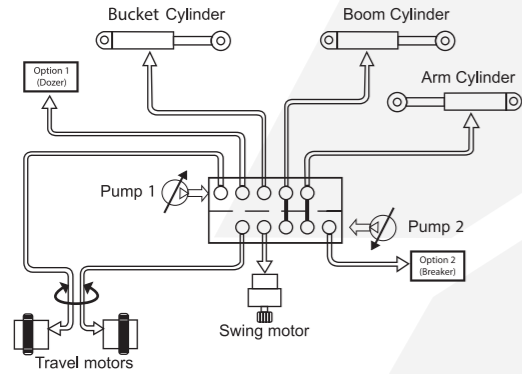 Bucket Cylinder
Boom Cylinder
Option 1
(Dozer)
Arm Cylinder
Pump 1
Pump 2
Option 2
(Breaker)
Swing motor
Travel motors